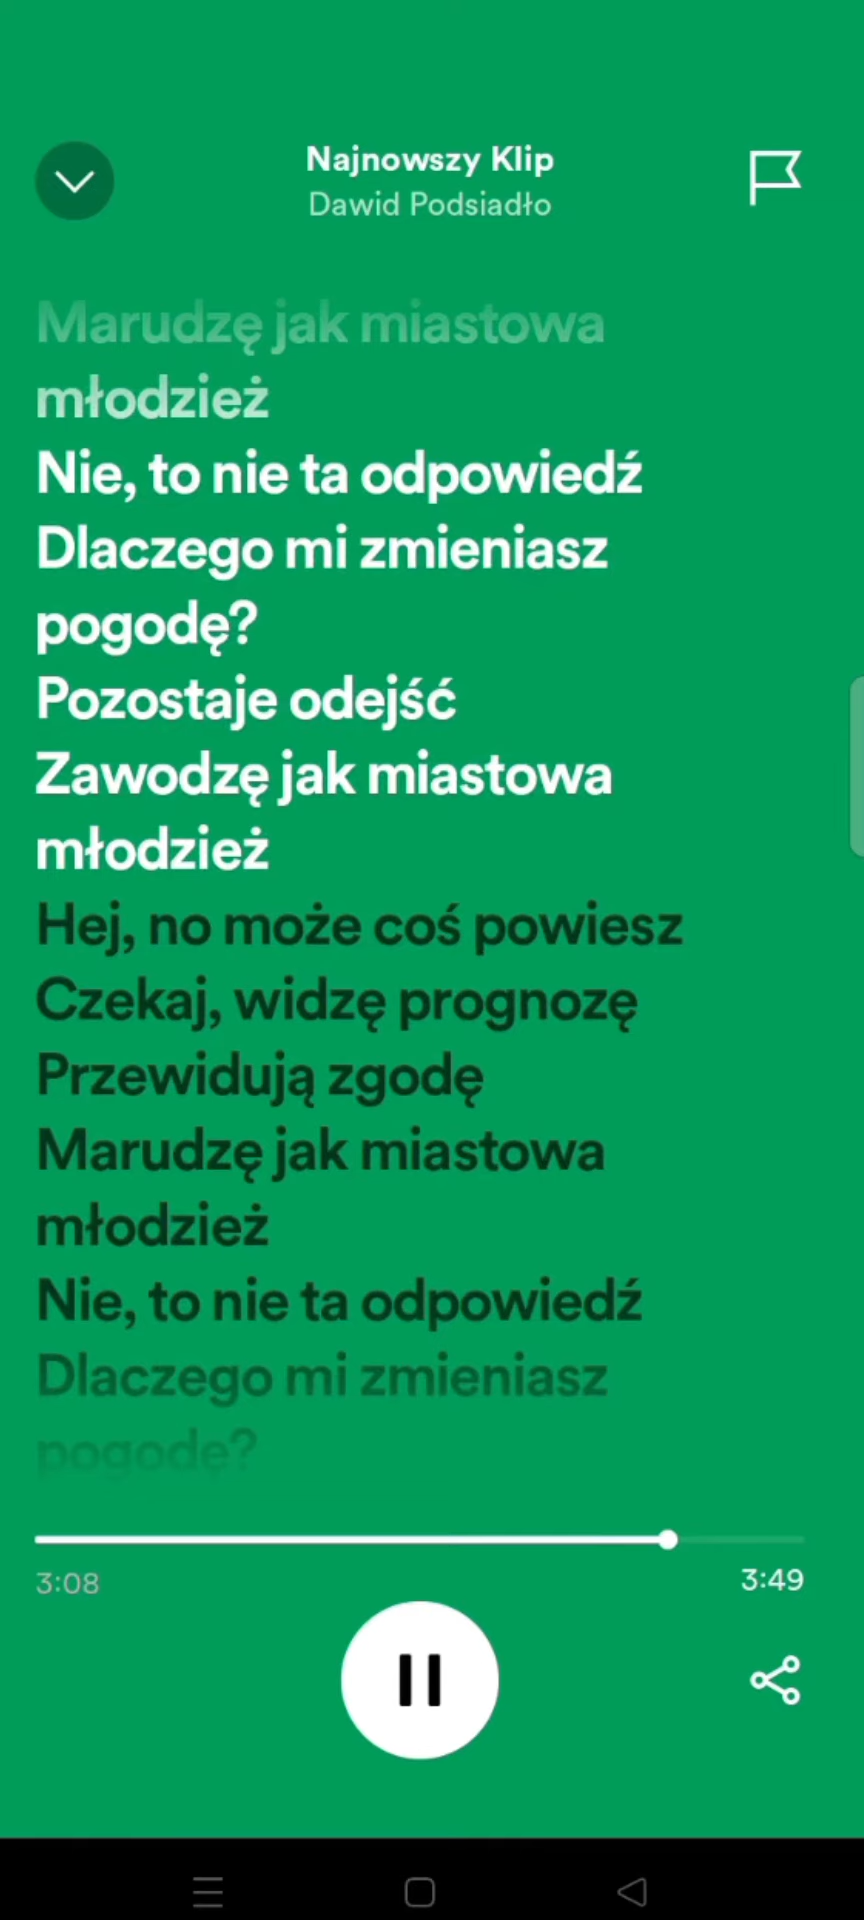 Najnowszy Klip
Dawid Podsiadło
Marudzę jak miastowa
młodzież
Nie, to nie ta odpowiedź
Dlaczego mi zmieniasz
pogodę?
Pozostaje odejść
Zawodzę jak miastowa
młodzież
Hej, no może coś powiesz
Czekaj, widzę prognozę
Przewidują zgodę
Marudzę jak miastowa
młodzież
Nie, to nie ta odpowiedź
Dlaczego mi zmieniasz
pogodę?
3:08
3:49